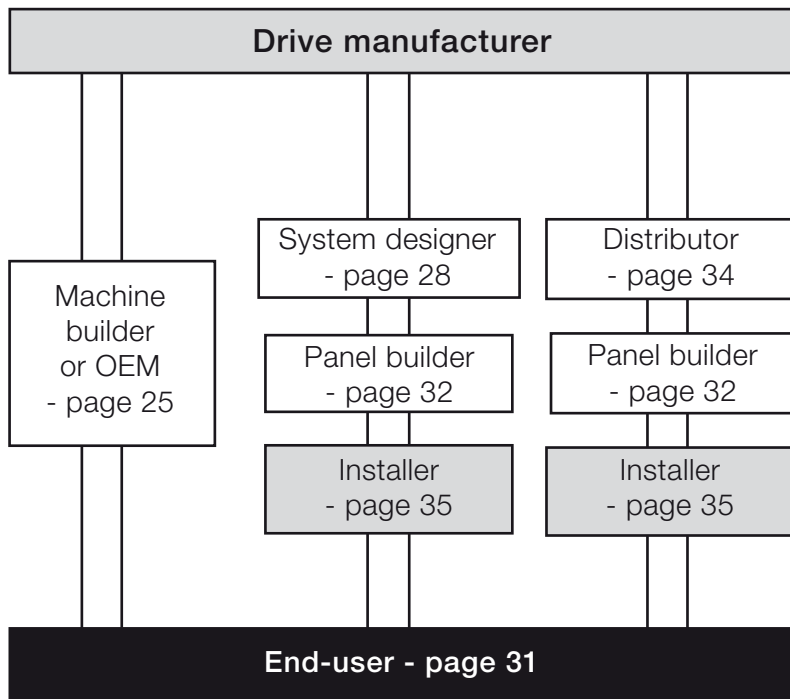 Drive manufacturer
Machine
builder
or OEM
- page 25
System designer
- page 28
Panel builder
- page 32
Installer
- page 35
Distributor
- page 34
Panel builder
- page 32
Installer
- page 35
End-user - page 31